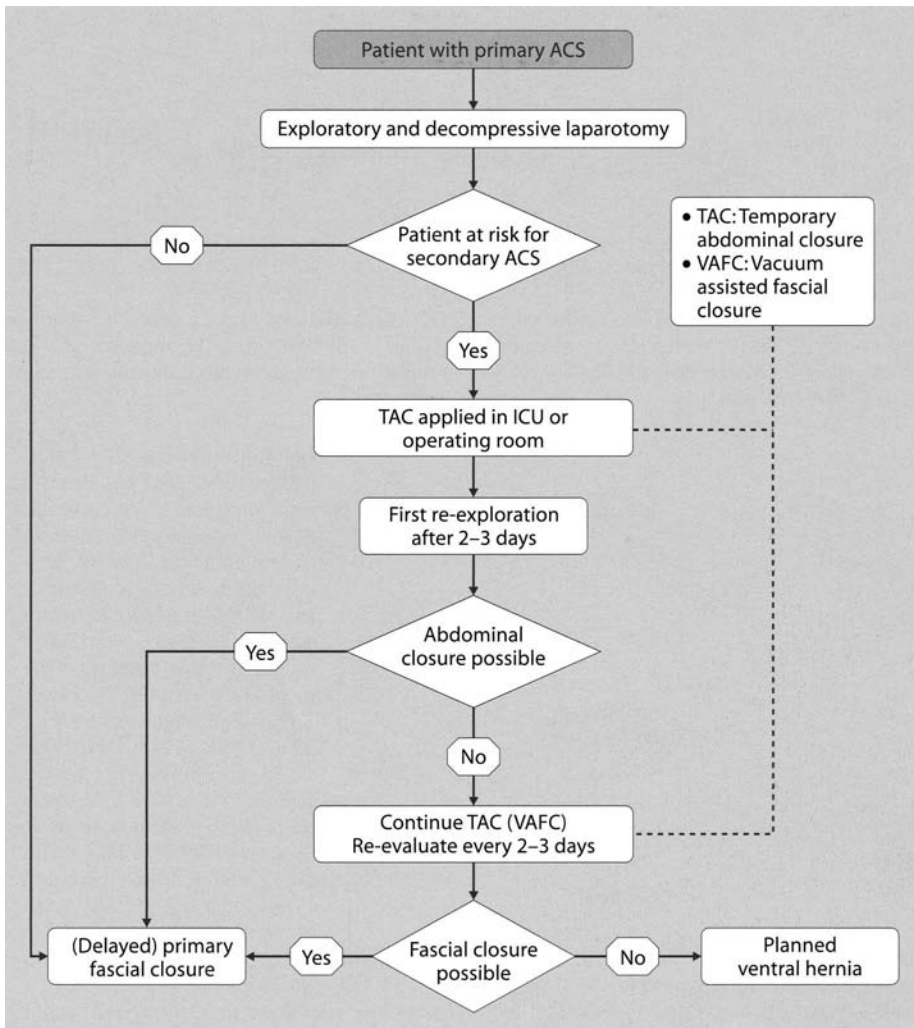 Patient with primary ACS
Exploratory and decompressive laparotomy
Patient at risk for
secondary ACS
No
• TAC: Temporary
abdominal closure
• VAFC: Vacuum
assisted fascial
closure
Yes
TAC applied in ICU or
operating room
First re-exploration
after 2–3 days
Abdominal
closure possible
Yes
No
Continue TAC (VAFC)
Re-evaluate every 2–3 days
(Delayed) primary
fascial closure
Yes
Fascial closure
possible
No
Planned
ventral hernia